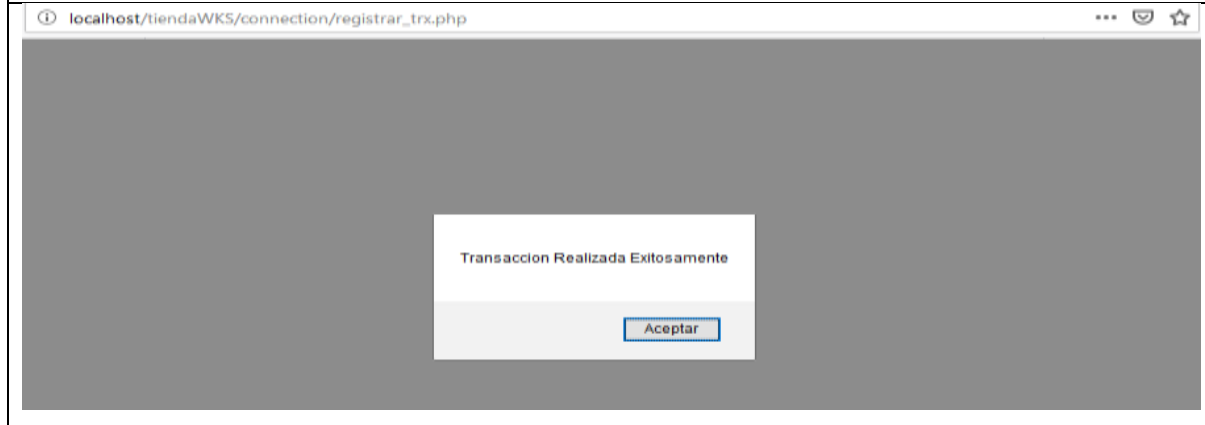 localhost/tiendaWKS/connection/registrar_trx.php
Transaccion Realizada Exitosamente
Aceptar